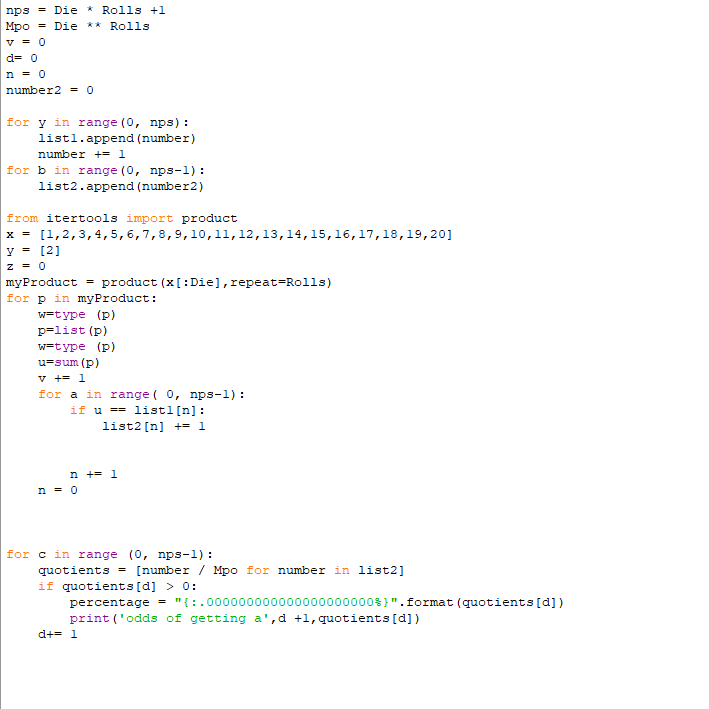 nps = Die * Rolls +1
Mpo = Die ** Rolls
v = 0
d= 0
n = 0
number2 = 0
for y in range(0, nps):
    list1.append(number)
    number += 1
for b in range(0, nps-1):
    list2.append(number2)
from itertools import product
x = [1,2,3,4,5,6,7,8,9,10,11,12,13,14,15,16,17,18,19,20]
y = [2]
z = 0
myProduct = product(x[:Die],repeat=Rolls)
for p in myProduct:
    w=type (p)
    p=list(p)
    w=type (p)
    u=sum(p)
    v += 1
    for a in range( 0, nps-1):
        if u == list1[n]:
            list2[n] += 1
        n += 1
    n = 0
for c in range (0, nps-1):
    quotients = [number / Mpo for number in list2]
    if quotients[d] > 0:
        percentage = "{:.000000000000000000000%}".format(quotients[d])
        print('odds of getting a',d +1,quotients[d])
    d+= 1